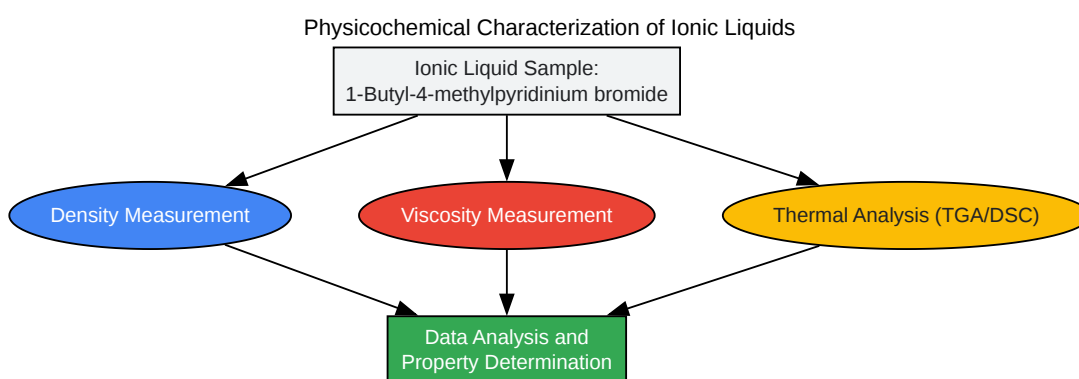 Physicochemical Characterization of Ionic Liquids
Ionic Liquid Sample:
1-Butyl-4-methylpyridinium bromide
Density Measurement
Viscosity Measurement
Thermal Analysis (TGA/DSC)
Data Analysis and
Property Determination